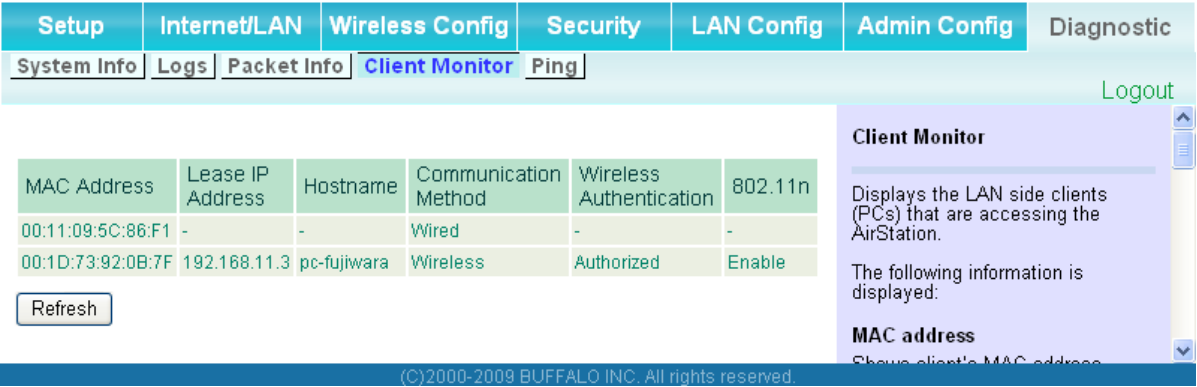 Setup Internet/LAN Wireless Config Security LAN Config Admin Config Diagnostic
System Info Logs Packet Info Client Monitor Ping
Logout
MAC Address Lease IP Address Hostname Communication Method Wireless Authentication 802.11n
00:11:09:5C:86:F1 - - Wired - -
00:1D:73:92:0B:7F 192.168.11.3 pc-fujiwara Wireless Authorized Enable
Refresh
Client Monitor
Displays the LAN side clients
(PCs) that are accessing the
AirStation.
The following information is
displayed:
MAC address
Shows client's MAC address
(C)2000-2009 BUFFALO INC. All rights reserved.